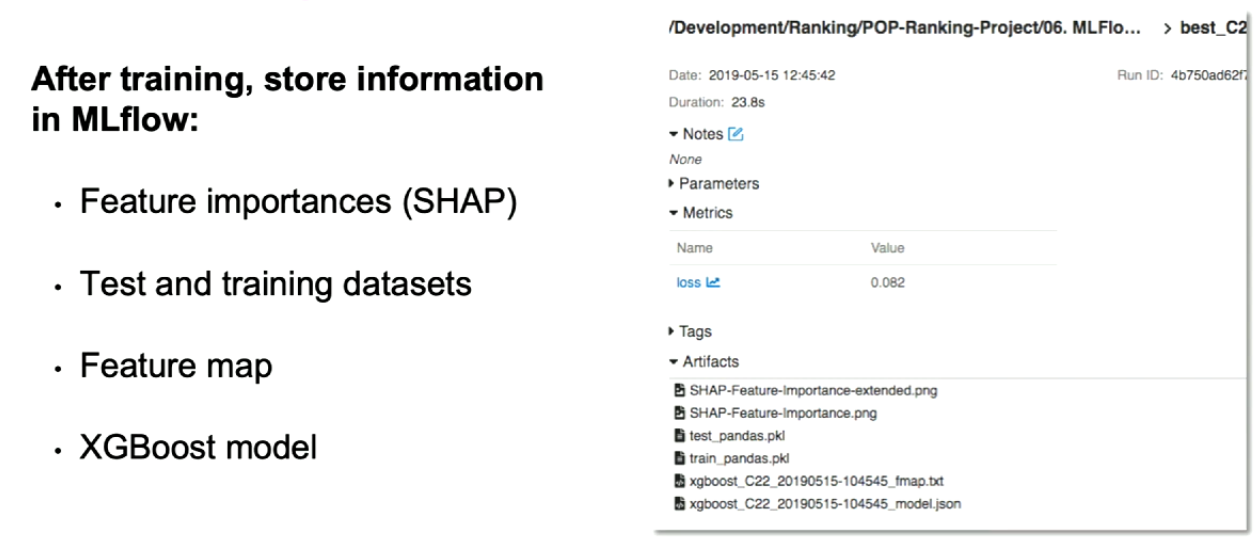 After training, store information
in MLflow:
• Feature importances (SHAP)
• Test and training datasets
• Feature map
• XGBoost model
/Development/Ranking/POP-Ranking-Project/06. MLFlo... > best_C2
Date: 2019-05-15 12:45:42 Run ID: 4b750ad62f
Duration: 23.8s
Notes
None
Parameters
Metrics
Name Value
loss 0.082
Tags
Artifacts
SHAP-Feature-Importance-extended.png
SHAP-Feature-Importance.png
test_pandas.pkl
train_pandas.pkl
xgboost_C22_20190515-104545_fmap.txt
xgboost_C22_20190515-104545_model.json